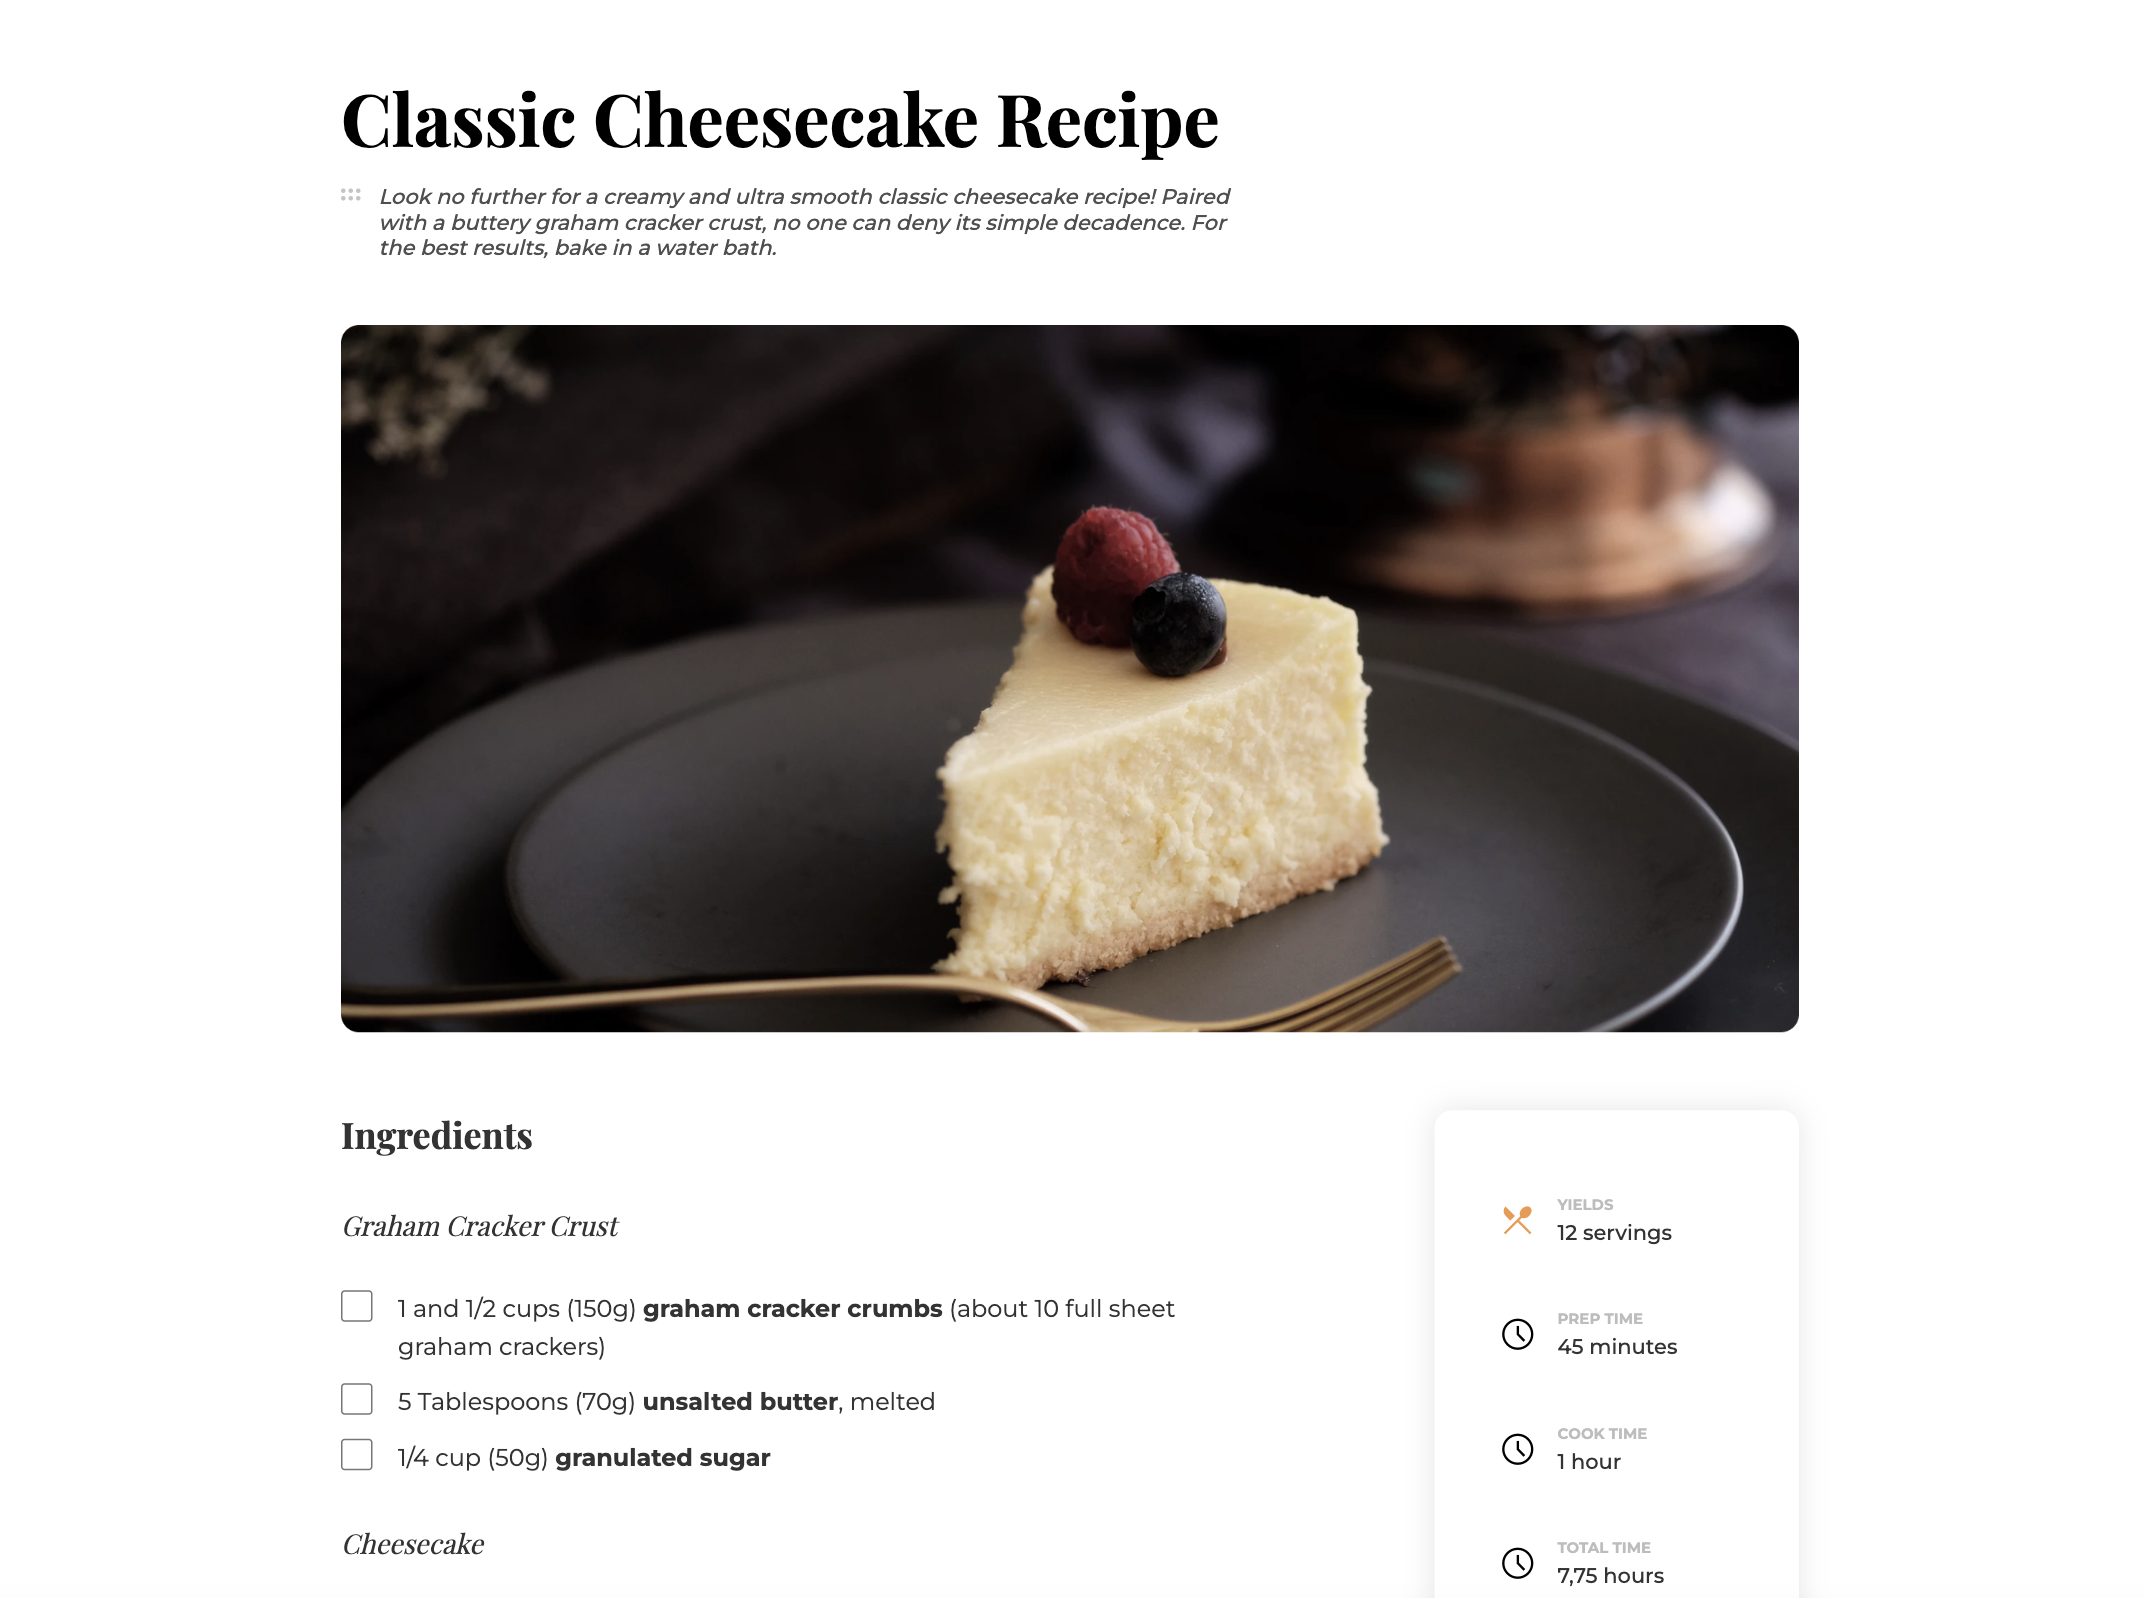 Classic Cheesecake Recipe
Look no further for a creamy and ultra smooth classic cheesecake recipe! Paired
with a buttery graham cracker crust, no one can deny its simple decadence. For
the best results, bake in a water bath.
Ingredients
Graham Cracker Crust
1 and 1/2 cups (150g) graham cracker crumbs (about 10 full sheet
graham crackers)
5 Tablespoons (70g) unsalted butter, melted
1/4 cup (50g) granulated sugar
Cheesecake
YIELDS
12 servings
PREP TIME
45 minutes
COOK TIME
1 hour
TOTAL TIME
7,75 hours